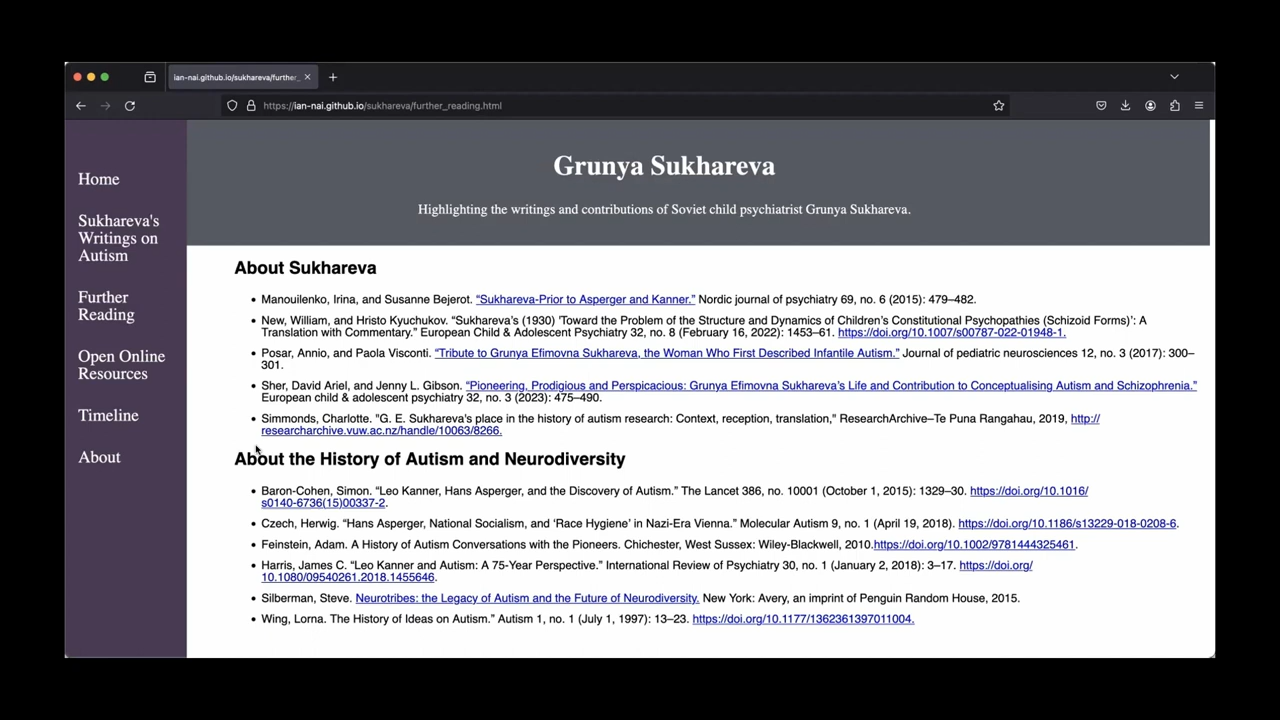 ian-nai.github.io/sukhareva/further_
https://ian-nai.github.io/sukhareva/further_reading.html
Home
Sukhareva's
Writings on
Autism
Further
Reading
Open Online
Resources
Timeline
About
Grunya Sukhareva
Highlighting the writings and contributions of Soviet child psychiatrist Grunya Sukhareva.
About Sukhareva
• Manouilenko, Irina, and Susanne Bejerot. “Sukhareva-Prior to Asperger and Kanner.” Nordic journal of psychiatry 69, no. 6 (2015): 479–482.
• New, William, and Hristo Kyuchukov. “Sukhareva’s (1930) ‘Toward the Problem of the Structure and Dynamics of Children’s Constitutional Psychopathies (Schizoid Forms)’: A
Translation with Commentary.” European Child & Adolescent Psychiatry 32, no. 8 (February 16, 2022): 1453–61. https://doi.org/10.1007/s00787-022-01948-1.
• Posar, Annio, and Paola Visconti. “Tribute to Grunya Efimovna Sukhareva, the Woman Who First Described Infantile Autism.” Journal of pediatric neurosciences 12, no. 3 (2017): 300–
301.
• Sher, David Ariel, and Jenny L. Gibson. “Pioneering, Prodigious and Perspicacious: Grunya Efimovna Sukhareva’s Life and Contribution to Conceptualising Autism and Schizophrenia.”
European child & adolescent psychiatry 32, no. 3 (2023): 475–490.
• Simmonds, Charlotte. "G. E. Sukhareva's place in the history of autism research: Context, reception, translation," ResearchArchive–Te Puna Rangahau, 2019, http://
researcharchive.vuw.ac.nz/handle/10063/8266.
About the History of Autism and Neurodiversity
• Baron-Cohen, Simon. “Leo Kanner, Hans Asperger, and the Discovery of Autism.” The Lancet 386, no. 10001 (October 1, 2015): 1329–30. https://doi.org/10.1016/
s0140-6736(15)00337-2.
• Czech, Herwig. “Hans Asperger, National Socialism, and ‘Race Hygiene’ in Nazi-Era Vienna.” Molecular Autism 9, no. 1 (April 19, 2018). https://doi.org/10.1186/s13229-018-0208-6.
• Feinstein, Adam. A History of Autism Conversations with the Pioneers. Chichester, West Sussex: Wiley-Blackwell, 2010.https://doi.org/10.1002/9781444325461.
• Harris, James C. “Leo Kanner and Autism: A 75-Year Perspective.” International Review of Psychiatry 30, no. 1 (January 2, 2018): 3–17. https://doi.org/
10.1080/09540261.2018.1455646.
• Silberman, Steve. Neurotribes: the Legacy of Autism and the Future of Neurodiversity. New York: Avery, an imprint of Penguin Random House, 2015.
• Wing, Lorna. The History of Ideas on Autism.” Autism 1, no. 1 (July 1, 1997): 13–23. https://doi.org/10.1177/1362361397011004.